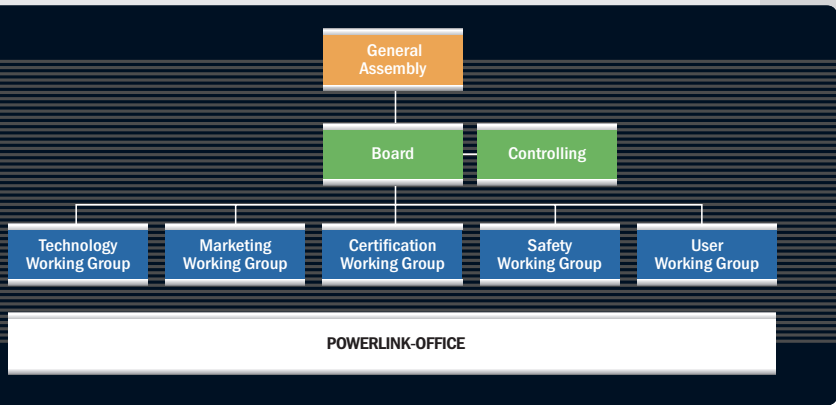 General
Assembly
Board
Controlling
Technology
Working Group
Marketing
Working Group
Certification
Working Group
Safety
Working Group
User
Working Group
POWERLINK-OFFICE